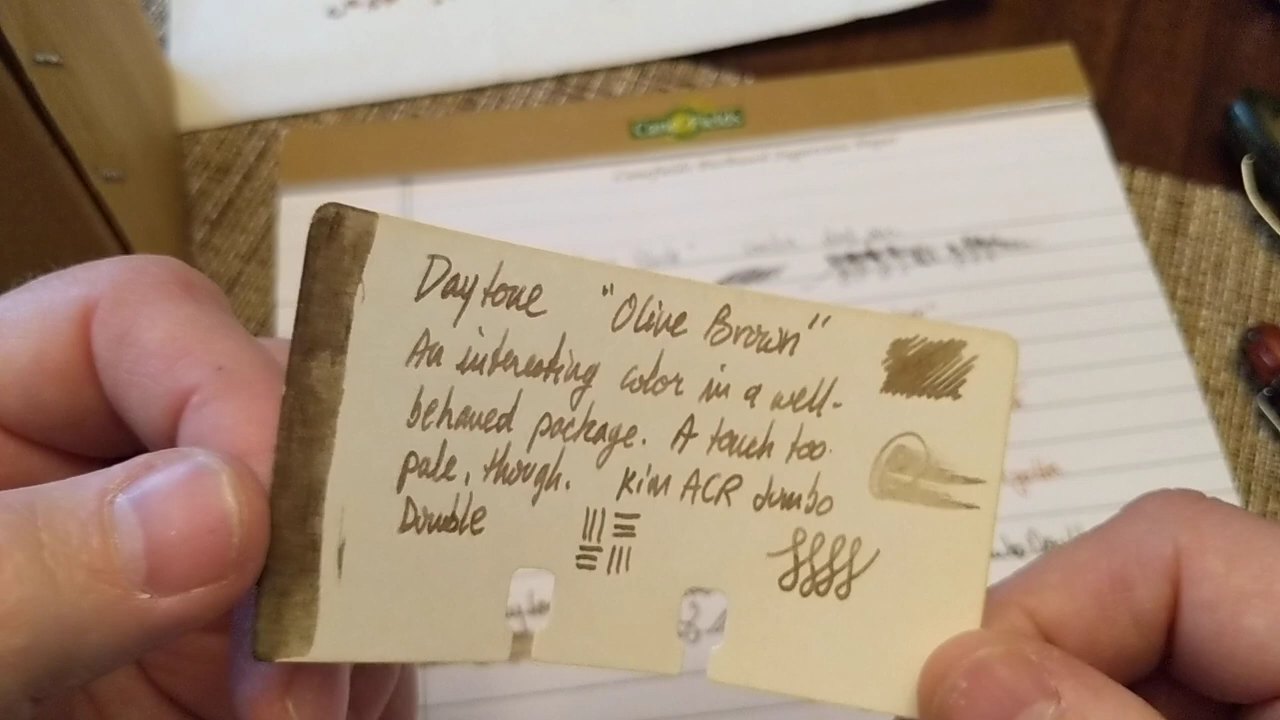 Daytone "Olive Brown"
An interesting color in a well-
behaved package. A touch too
pale, though. Kim ACR Jumbo
Double